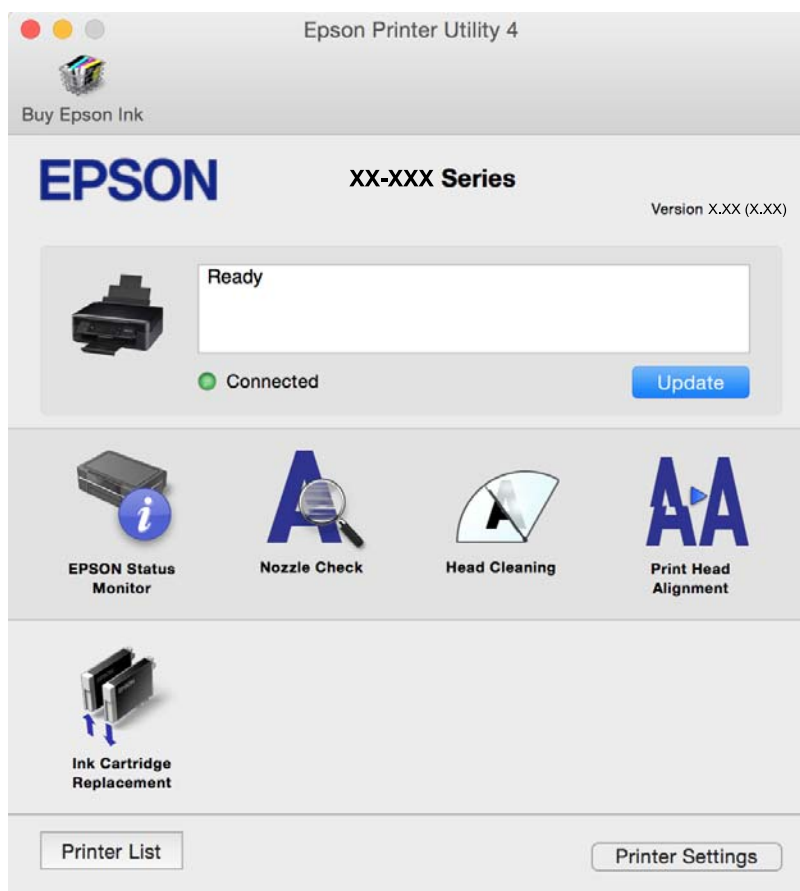 Epson Printer Utility 4
Buy Epson Ink
EPSON
XX-XXX Series
Version X.XX (X.XX)
Ready
Connected
Update
EPSON Status
Monitor
Nozzle Check
Head Cleaning
Print Head
Alignment
Ink Cartridge
Replacement
Printer List
Printer Settings